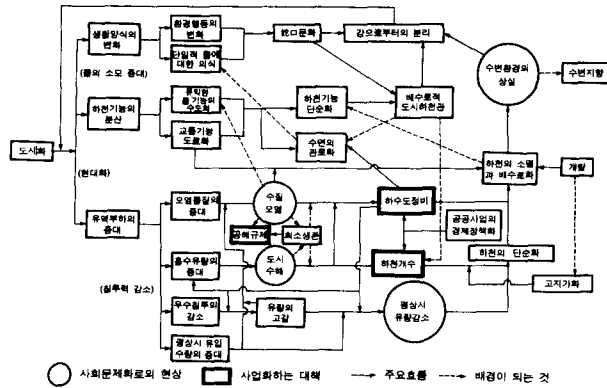 생활양식의
변화
환경행동의
변화
蛇口문화
강으로부터의 분리
단일적 물에
대한 의식
(물의 소모 증대)
수변환경의
상실
수변지향
하천기능의
분산
하천기능
단순화
배수로적
도시하천관
교통기능
도로화
수면의
관로화
도시화
(현대화)
하천의 소멸
과 배수로화
개발
유역부하의
증대
오염물질의
증대
수질
오염
하수도정비
공해규제
최소생존
공공사업의
경제정책화
홍수유량의
증대
도시
수해
하천개수
하천의 단순화
(침투력 감소)
고지가화
우수침투의
감소
유량의
고갈
평상시
유량감소
평상시 유입
수량의 증대
사회문제화로의 현상
사업화하는 대책
주요흐름
배경이 되는 것